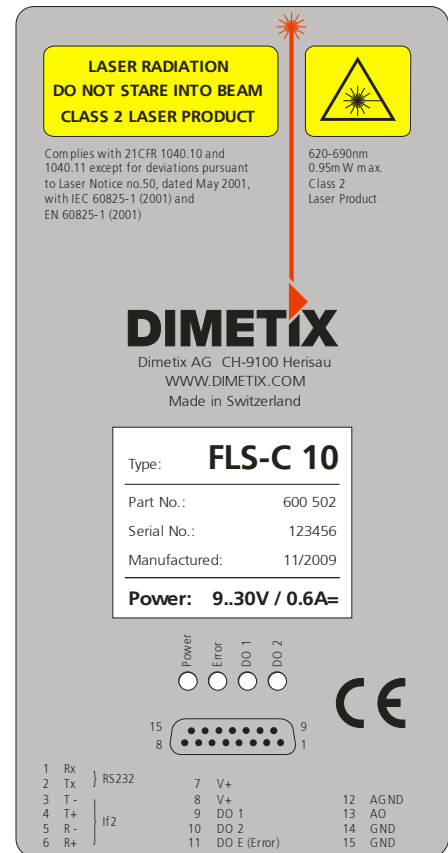 LASER RADIATION
DO NOT STARE INTO BEAM
CLASS 2 LASER PRODUCT
Complies with 21CFR 1040.10 and
1040.11 except for deviations pursuant
to Laser Notice no.50, dated May 2001,
with IEC 60825-1 (2001) and
EN 60825-1 (2001)
620-690nm
0.95mW max.
Class 2
Laser Product
DIMETIX
Dimetix AG CH-9100 Herisau
WWW.DIMETIX.COM
Made in Switzerland
Type: FLS-C 10
Part No.: 600 502
Serial No.: 123456
Manufactured: 11/2009
Power: 9..30V / 0.6A=
Power Error DO 1 DO 2
CE
15 9
8 1
1 Rx
2 Tx
RS232
3 T -
4 T+
5 R -
6 R+
If2
7 V+
8 V+
9 DO 1
10 DO 2
11 DO E (Error)
12 AGND
13 AO
14 GND
15 GND